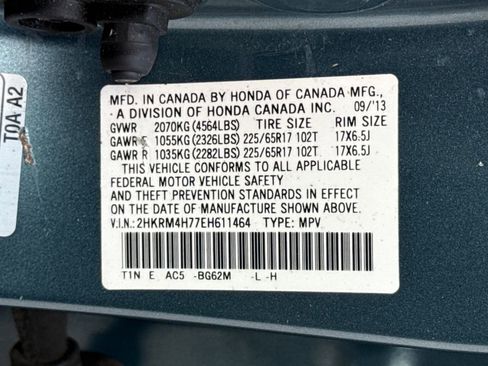 TOA-A2
MFD. IN CANADA BY HONDA OF CANADA MFG.,
A DIVISION OF HONDA CANADA INC. 09/'13
GVWR 2070KG(4564LBS) TIRE SIZE RIM SIZE
GAWR F 1055KG(2326LBS) 225/65R17 102T 17X6.5J
GAWR R 1035KG(2282LBS) 225/65R17 102T 17X6.5J
THIS VEHICLE CONFORMS TO ALL APPLICABLE
FEDERAL MOTOR VEHICLE SAFETY
AND THEFT PREVENTION STANDARDS IN EFFECT
ON THE DATE OF MANUFACTURE SHOWN ABOVE.
V.I.N.: 2HKRM4H77EH611464 TYPE: MPV
T1N E AC5 -BG62M -L -H